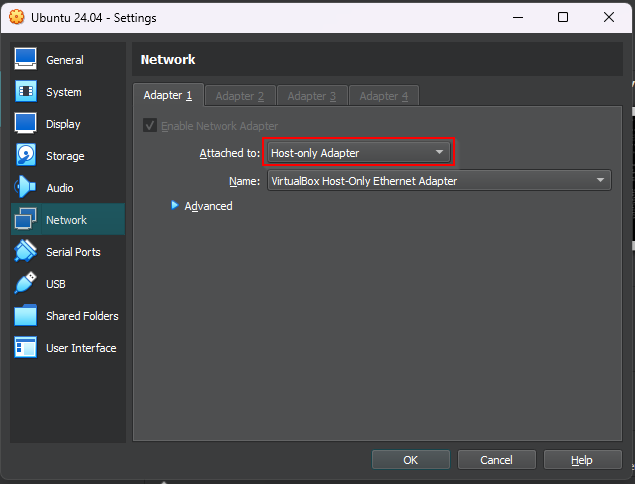 Ubuntu 24.04 - Settings
General
System
Display
Storage
Audio
Network
Serial Ports
USB
Shared Folders
User Interface
Network
Adapter 1
Adapter 2
Adapter 3
Adapter 4
Enable Network Adapter
Attached to: Host-only Adapter
Name: VirtualBox Host-Only Ethernet Adapter
Advanced
OK
Cancel
Help